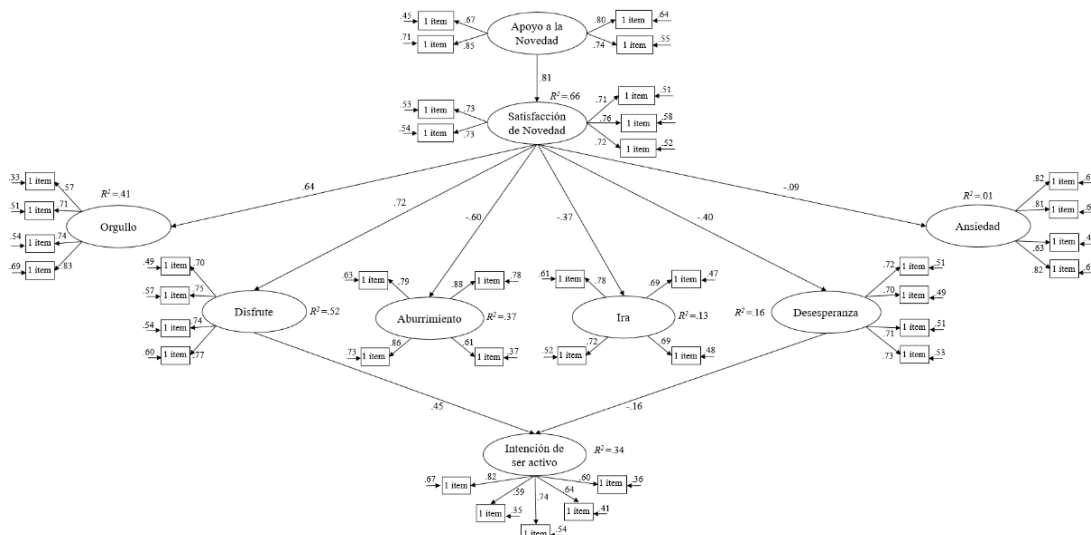 .45 1 item .67 Apoyo a la Novedad .80 1 item .64
.71 1 item .85 .74 1 item .55
.81
R²=.66
.53 1 item .73 Satisfacción de Novedad .71 1 item .51
.54 1 item .73 .76 1 item .58
.72 1 item .52
.64
.72
-.60
-.37
-.40
-.09
.33 1 item .57 R²=.41
.51 1 item .71
Orgullo
.54 1 item .74
.69 1 item .83
R²=.01
.82 1 item
.81 1 item
Ansiedad
.63 1 item
.82 1 item
.49 1 item .70
.57 1 item .75
Disfrute R²=.52
.54 1 item .74
.60 1 item .77
.63 1 item .79 .88 1 item .78
Aburrimiento R²=.37
.73 1 item .86 .61 1 item .37
.61 1 item .78 .69 1 item .47
Ira R²=.13
.52 1 item .72 .69 1 item .48
.72 1 item .51
.70 1 item .49
R²=.16 Desesperanza
.71 1 item .51
.73 1 item .53
.45
-.16
Intención de
ser activo
R²=.34
.67 1 item .82 .60 1 item .36
.59 1 item .35
.74 1 item .54
.64 1 item .41